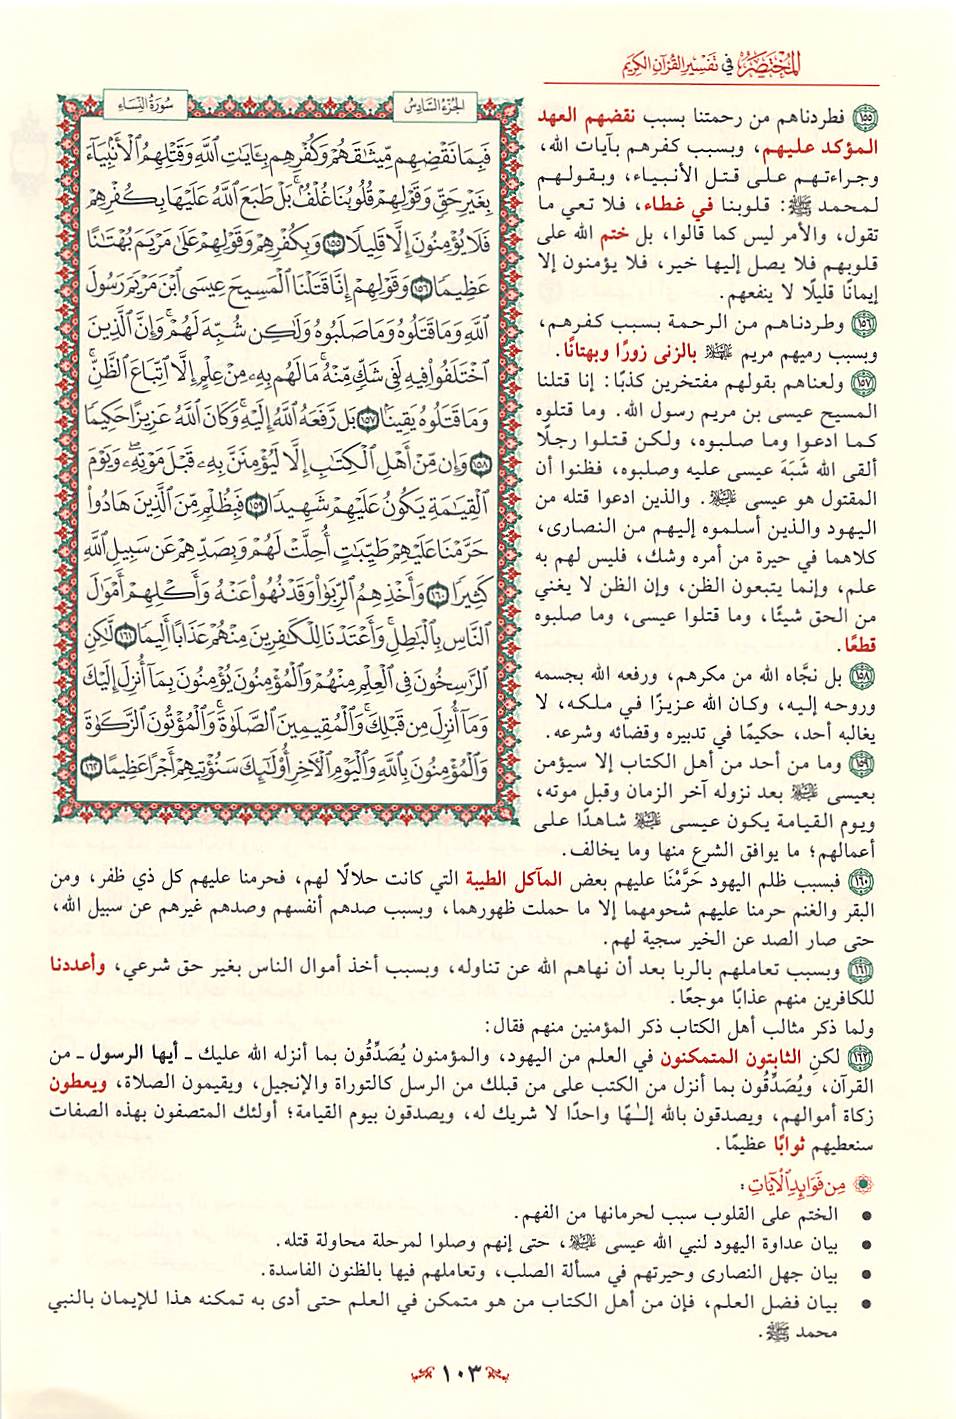 المختصر في تفسير القرآن الكريم
الجزء السادس
سورة النساء
فَبِمَا نَقْضِهِم مِّيثَٰقَهُمْ وَكُفْرِهِم بِـَٔايَٰتِ ٱللَّهِ وَقَتْلِهِمُ ٱلْأَنۢبِيَآءَ
بِغَيْرِ حَقٍّ وَقَوْلِهِمْ قُلُوبُنَا غُلْفٌۢ ۚ بَلْ طَبَعَ ٱللَّهُ عَلَيْهَا بِكُفْرِهِمْ
فَلَا يُؤْمِنُونَ إِلَّا قَلِيلًا ١٥٥ وَبِكُفْرِهِمْ وَقَوْلِهِمْ عَلَىٰ مَرْيَمَ بُهْتَٰنًا
عَظِيمًا ١٥٦ وَقَوْلِهِمْ إِنَّا قَتَلْنَا ٱلْمَسِيحَ عِيسَى ٱبْنَ مَرْيَمَ رَسُولَ
ٱللَّهِ وَمَا قَتَلُوهُ وَمَا صَلَبُوهُ وَلَٰكِن شُبِّهَ لَهُمْ ۚ وَإِنَّ ٱلَّذِينَ
ٱخْتَلَفُوا۟ فِيهِ لَفِى شَكٍّ مِّنْهُ ۚ مَا لَهُم بِهِۦ مِنْ عِلْمٍ إِلَّا ٱتِّبَاعَ ٱلظَّنِّ ۚ
وَمَا قَتَلُوهُ يَقِينًۢا ١٥٧ بَل رَّفَعَهُ ٱللَّهُ إِلَيْهِ ۚ وَكَانَ ٱللَّهُ عَزِيزًا حَكِيمًا
١٥٨ وَإِن مِّنْ أَهْلِ ٱلْكِتَٰبِ إِلَّا لَيُؤْمِنَنَّ بِهِۦ قَبْلَ مَوْتِهِۦ ۖ وَيَوْمَ
ٱلْقِيَٰمَةِ يَكُونُ عَلَيْهِمْ شَهِيدًا ١٥٩ فَبِظُلْمٍ مِّنَ ٱلَّذِينَ هَادُوا۟
حَرَّمْنَا عَلَيْهِمْ طَيِّبَٰتٍ أُحِلَّتْ لَهُمْ وَبِصَدِّهِمْ عَن سَبِيلِ ٱللَّهِ
كَثِيرًا ١٦٠ وَأَخْذِهِمُ ٱلرِّبَوٰا۟ وَقَدْ نُهُوا۟ عَنْهُ وَأَكْلِهِمْ أَمْوَٰلَ
ٱلنَّاسِ بِٱلْبَٰطِلِ ۚ وَأَعْتَدْنَا لِلْكَٰفِرِينَ مِنْهُمْ عَذَابًا أَلِيمًا ١٦١ لَّٰكِنِ
ٱلرَّٰسِخُونَ فِى ٱلْعِلْمِ مِنْهُمْ وَٱلْمُؤْمِنُونَ يُؤْمِنُونَ بِمَآ أُنزِلَ إِلَيْكَ
وَمَآ أُنزِلَ مِن قَبْلِكَ ۚ وَٱلْمُقِيمِينَ ٱلصَّلَوٰةَ ۚ وَٱلْمُؤْتُونَ ٱلزَّكَوٰةَ
وَٱلْمُؤْمِنُونَ بِٱللَّهِ وَٱلْيَوْمِ ٱلْأَخِرِ أُو۟لَٰٓئِكَ سَنُؤْتِيهِمْ أَجْرًا عَظِيمًا ١٦٢
١٥٥ فطردناهم من رحمتنا بسبب نقضهم العهد
المؤكد عليهم، وبسبب كفرهم بآيات الله،
وجراءتهم على قتل الأنبياء، وبقولهم
لمحمد ﷺ: قلوبنا في غطاء، فلا تعي ما
تقول، والأمر ليس كما قالوا، بل ختم الله على
قلوبهم فلا يصل إليها خير، فلا يؤمنون إلا
إيمانًا قليلًا لا ينفعهم.
١٥٦ وطردناهم من الرحمة بسبب كفرهم،
وبسبب رميهم مريم عليها السلام بالزنى زورًا وبهتانًا.
١٥٧ ولعناهم بقولهم مفتخرين كذبًا: إنا قتلنا
المسيح عيسى بن مريم رسول الله. وما قتلوه
كما ادعوا وما صلبوه، ولكن قتلوا رجلًا
ألقى الله شَبَهَ عيسى عليه وصلبوه، فظنوا أن
المقتول هو عيسى عليه السلام. والذين ادعوا قتله من
اليهود والذين أسلموه إليهم من النصارى،
كلاهما في حيرة من أمره وشك، فليس لهم به
علم، وإنما يتبعون الظن، وإن الظن لا يغني
من الحق شيئًا، وما قتلوا عيسى، وما صلبوه
قطعًا.
١٥٨ بل نجَّاه الله من مكرهم، ورفعه الله بجسمه
وروحه إليه، وكان الله عزيزًا في ملكه، لا
يغالبه أحد، حكيمًا في تدبيره وقضائه وشرعه.
١٥٩ وما من أحد من أهل الكتاب إلا سيؤمن
بعيسى عليه السلام بعد نزوله آخر الزمان وقبل موته،
ويوم القيامة يكون عيسى عليه السلام شاهدًا على
أعمالهم؛ ما يوافق الشرع منها وما يخالف.
١٦٠ فبسبب ظلم اليهود حَرَّمْنَا عليهم بعض المآكل الطيبة التي كانت حلالًا لهم، فحرمنا عليهم كل ذي ظفر، ومن
البقر والغنم حرمنا عليهم شحومهما إلا ما حملت ظهورهما، وبسبب صدهم أنفسهم وصدهم غيرهم عن سبيل الله،
حتى صار الصد عن الخير سجية لهم.
١٦١ وبسبب تعاملهم بالربا بعد أن نهاهم الله عن تناوله، وبسبب أخذ أموال الناس بغير حق شرعي، وأعددنا
للكافرين منهم عذابًا موجعًا.
ولما ذكر مثالب أهل الكتاب ذكر المؤمنين منهم فقال:
١٦٢ لكنِ الثابتون المتمكنون في العلم من اليهود، والمؤمنون يُصَدِّقُون بما أنزله الله عليك ـ أيها الرسول ـ من
القرآن، ويُصَدِّقُون بما أنزل من الكتب على من قبلك من الرسل كالتوراة والإنجيل، ويقيمون الصلاة، ويعطون
زكاة أموالهم، ويصدقون بالله إلـٰهًا واحدًا لا شريك له، ويصدقون بيوم القيامة؛ أولئك المتصفون بهذه الصفات
سنعطيهم ثوابًا عظيمًا.
من فوائد الآيات:
● الختم على القلوب سبب لحرمانها من الفهم.
● بيان عداوة اليهود لنبي الله عيسى عليه السلام، حتى إنهم وصلوا لمرحلة محاولة قتله.
● بيان جهل النصارى وحيرتهم في مسألة الصلب، وتعاملهم فيها بالظنون الفاسدة.
● بيان فضل العلم، فإن من أهل الكتاب من هو متمكن في العلم حتى أدى به تمكنه هذا للإيمان بالنبي
محمد ﷺ.
١٠٣